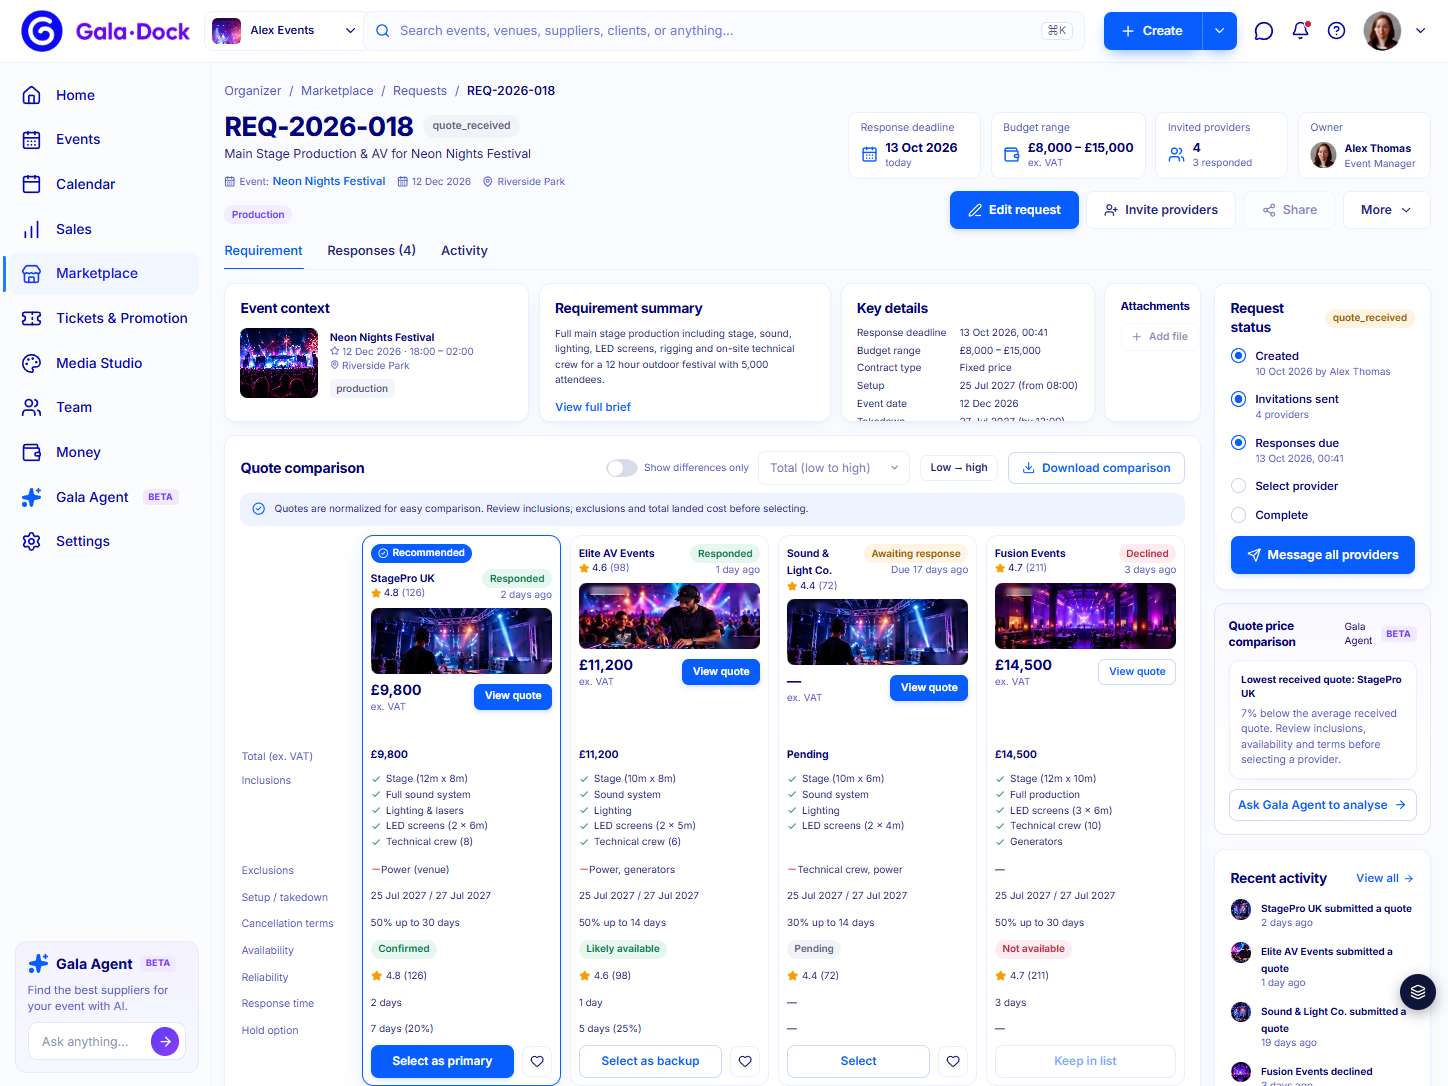 Gala·Dock
Alex Events
Search events, venues, suppliers, clients, or anything...
⌘K
+ Create
Home
Events
Calendar
Sales
Marketplace
Tickets & Promotion
Media Studio
Team
Money
Gala Agent BETA
Settings
Gala Agent BETA
Find the best suppliers for
your event with AI.
Ask anything...
Organizer / Marketplace / Requests / REQ-2026-018
REQ-2026-018 quote_received
Main Stage Production & AV for Neon Nights Festival
Event: Neon Nights Festival 12 Dec 2026 Riverside Park
Production
Response deadline
13 Oct 2026
today
Budget range
£8,000 – £15,000
ex. VAT
Invited providers
4
3 responded
Owner
Alex Thomas
Event Manager
Edit request
Invite providers
Share
More
Requirement Responses (4) Activity
Event context
Neon Nights Festival
12 Dec 2026 · 18:00 – 02:00
Riverside Park
production
Requirement summary
Full main stage production including stage, sound,
lighting, LED screens, rigging and on-site technical
crew for a 12 hour outdoor festival with 5,000
attendees.
View full brief
Key details
Response deadline 13 Oct 2026, 00:41
Budget range £8,000 – £15,000
Contract type Fixed price
Setup 25 Jul 2027 (from 08:00)
Event date 12 Dec 2026
Takedown 27 Jul 2027 (by 12:00)
Attachments
+ Add file
Request
status
quote_received
Created
10 Oct 2026 by Alex Thomas
Invitations sent
4 providers
Responses due
13 Oct 2026, 00:41
Select provider
Complete
Message all providers
Quote comparison
Show differences only
Total (low to high)
Low → high
Download comparison
Quotes are normalized for easy comparison. Review inclusions, exclusions and total landed cost before selecting.
Recommended
StagePro UK Responded
4.8 (126) 2 days ago
£9,800
ex. VAT
View quote
Elite AV Events Responded
4.6 (98) 1 day ago
£11,200
ex. VAT
View quote
Sound &
Light Co.
Awaiting response
Due 17 days ago
4.4 (72)
—
ex. VAT
View quote
Fusion Events Declined
4.7 (211) 3 days ago
£14,500
ex. VAT
View quote
Total (ex. VAT) £9,800 £11,200 Pending £14,500
Inclusions
Stage (12m x 8m)
Full sound system
Lighting & lasers
LED screens (2 × 6m)
Technical crew (8)
Stage (10m x 8m)
Sound system
Lighting
LED screens (2 × 5m)
Technical crew (6)
Stage (10m x 6m)
Sound system
Lighting
LED screens (2 × 4m)
Stage (12m x 10m)
Full production
LED screens (3 × 6m)
Technical crew (10)
Generators
Exclusions —Power (venue) —Power, generators —Technical crew, power —
Setup / takedown 25 Jul 2027 / 27 Jul 2027 25 Jul 2027 / 27 Jul 2027 25 Jul 2027 / 27 Jul 2027 25 Jul 2027 / 27 Jul 2027
Cancellation terms 50% up to 30 days 50% up to 14 days 30% up to 14 days 50% up to 30 days
Availability Confirmed Likely available Pending Not available
Reliability 4.8 (126) 4.6 (98) 4.4 (72) 4.7 (211)
Response time 2 days 1 day — 3 days
Hold option 7 days (20%) 5 days (25%) — —
Select as primary
Select as backup
Select
Keep in list
Quote price
comparison
Gala
Agent
BETA
Lowest received quote: StagePro
UK
7% below the average received
quote. Review inclusions,
availability and terms before
selecting a provider.
Ask Gala Agent to analyse →
Recent activity View all →
StagePro UK submitted a quote
2 days ago
Elite AV Events submitted a
quote
1 day ago
Sound & Light Co. submitted a
quote
19 days ago
Fusion Events declined
3 days ago